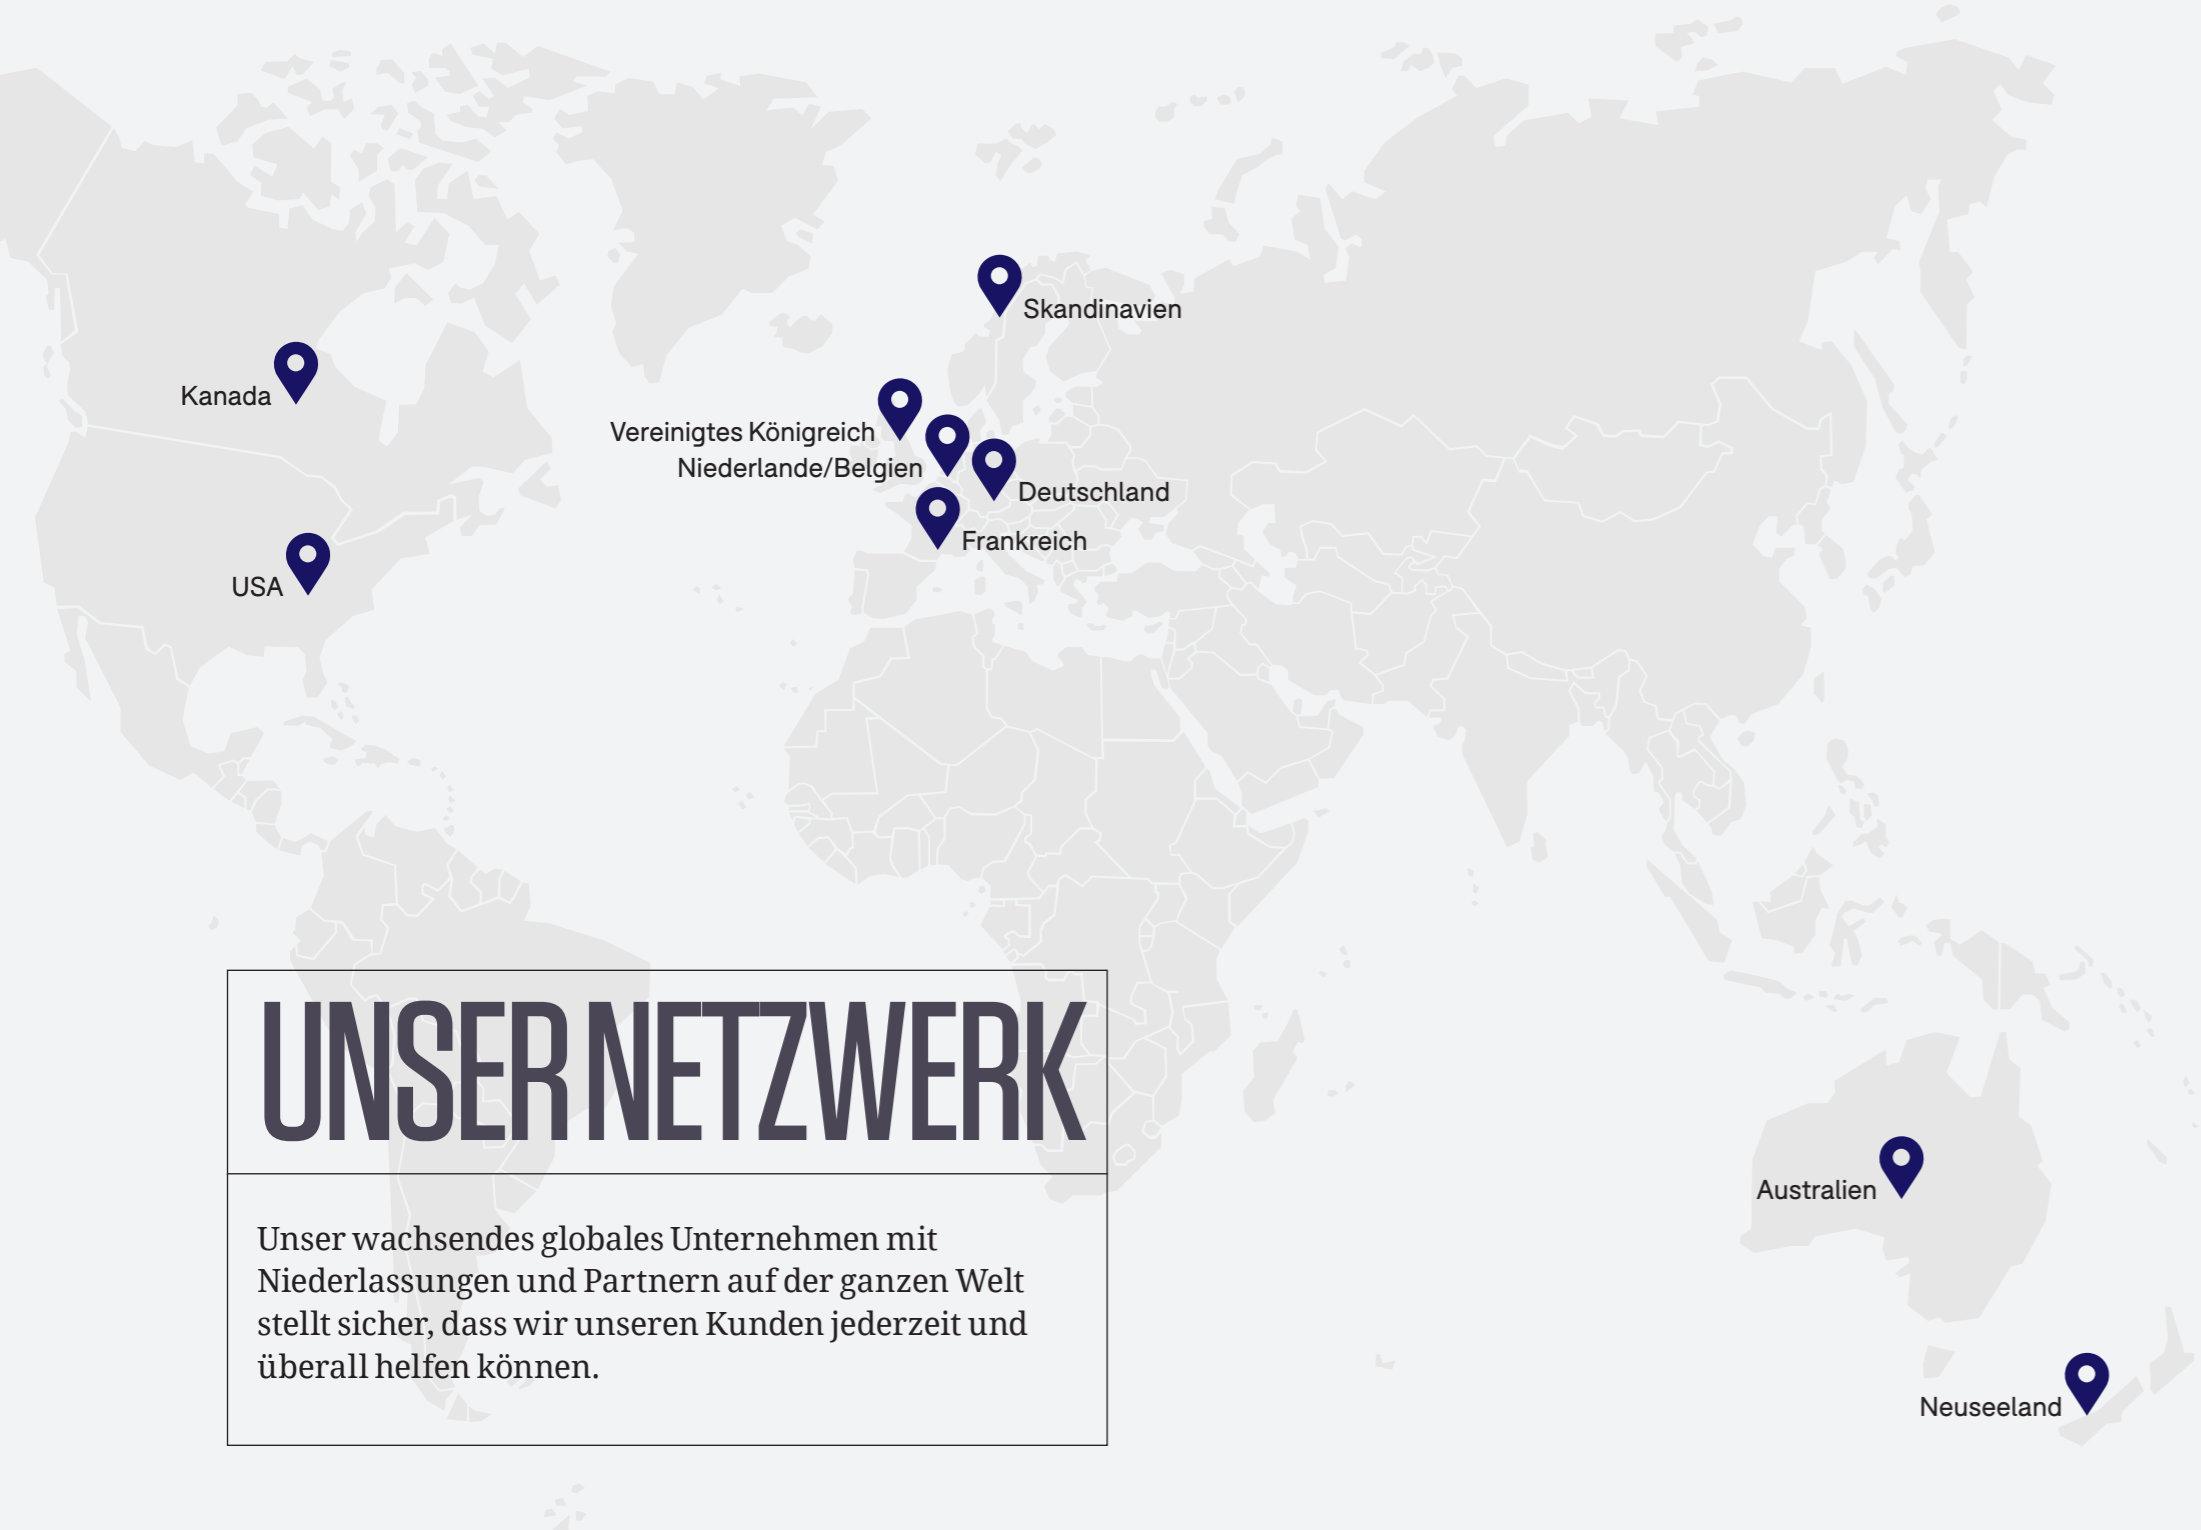 Skandinavien
Kanada
Vereinigtes Königreich
Niederlande/Belgien
Deutschland
Frankreich
USA
UNSER NETZWERK
Unser wachsendes globales Unternehmen mit
Niederlassungen und Partnern auf der ganzen Welt
stellt sicher, dass wir unseren Kunden jederzeit und
überall helfen können.
Australien
Neuseeland